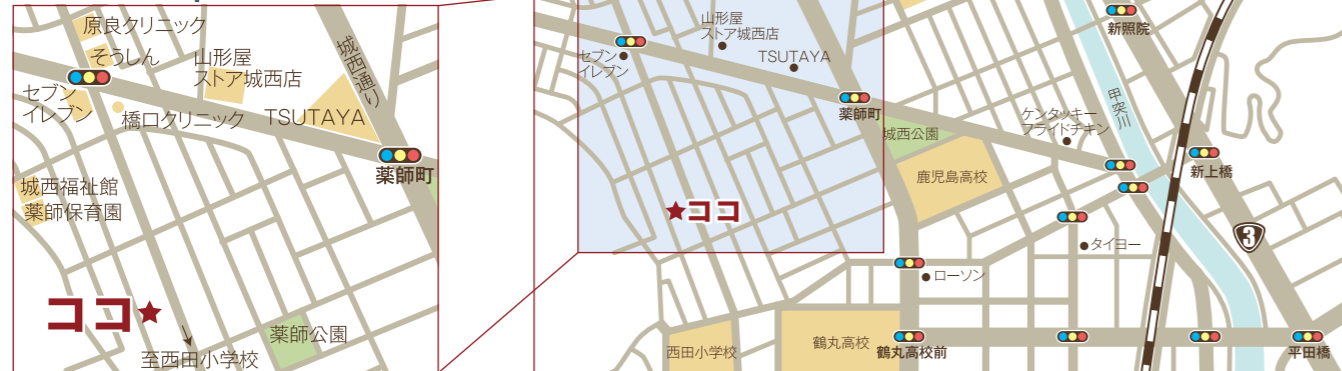 原良クリニック
そうしん
山形屋
ストア城西店
城西通り
セブン
イレブン
橋口クリニック
TSUTAYA
薬師町
城西福祉館
薬師保育園
ココ
薬師公園
至西田小学校
山形屋
ストア城西店
セブン
イレブン
TSUTAYA
薬師町
城西公園
鹿児島高校
ケンタッキー
フライドチキン
甲突川
新照院
新上橋
3
ココ
タイヨー
ローソン
西田小学校
鶴丸高校
鶴丸高校前
平田橋